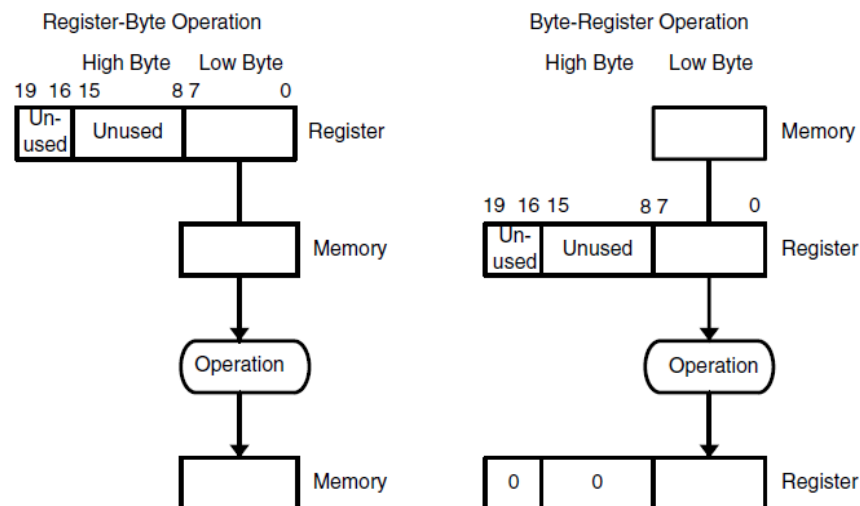 Register-Byte Operation
High Byte Low Byte
19 16 15 8 7 0
Un-
used
Unused
Register
Memory
Operation
Memory
Byte-Register Operation
High Byte Low Byte
Memory
19 16 15 8 7 0
Un-
used
Unused
Register
Operation
0 0
Register